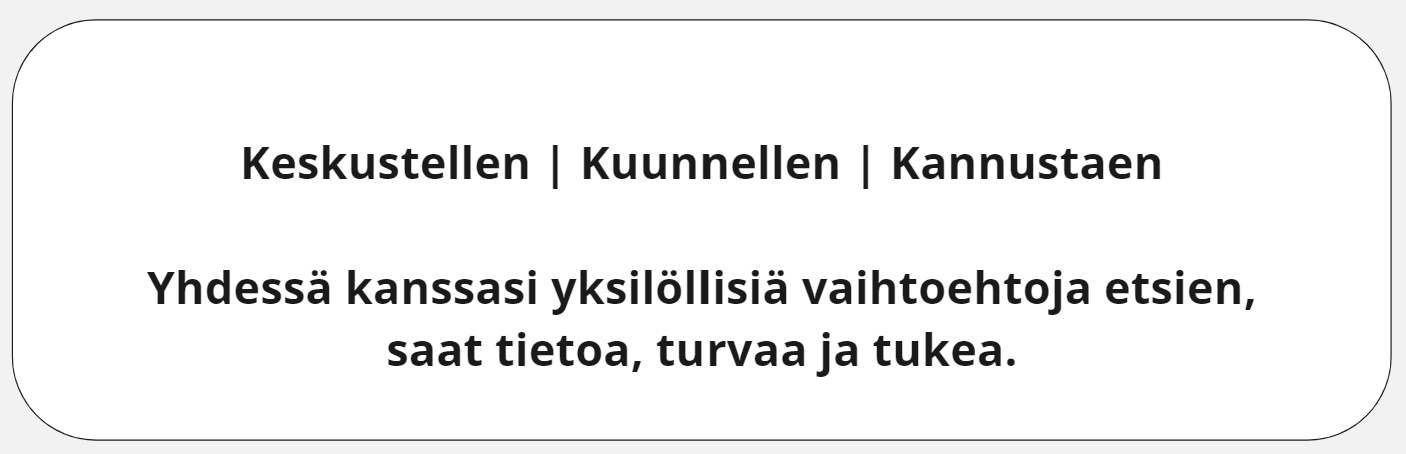 Keskustellen | Kuunnellen | Kannustaen
Yhdessä kanssasi yksilöllisiä vaihtoehtoja etsien,
saat tietoa, turvaa ja tukea.